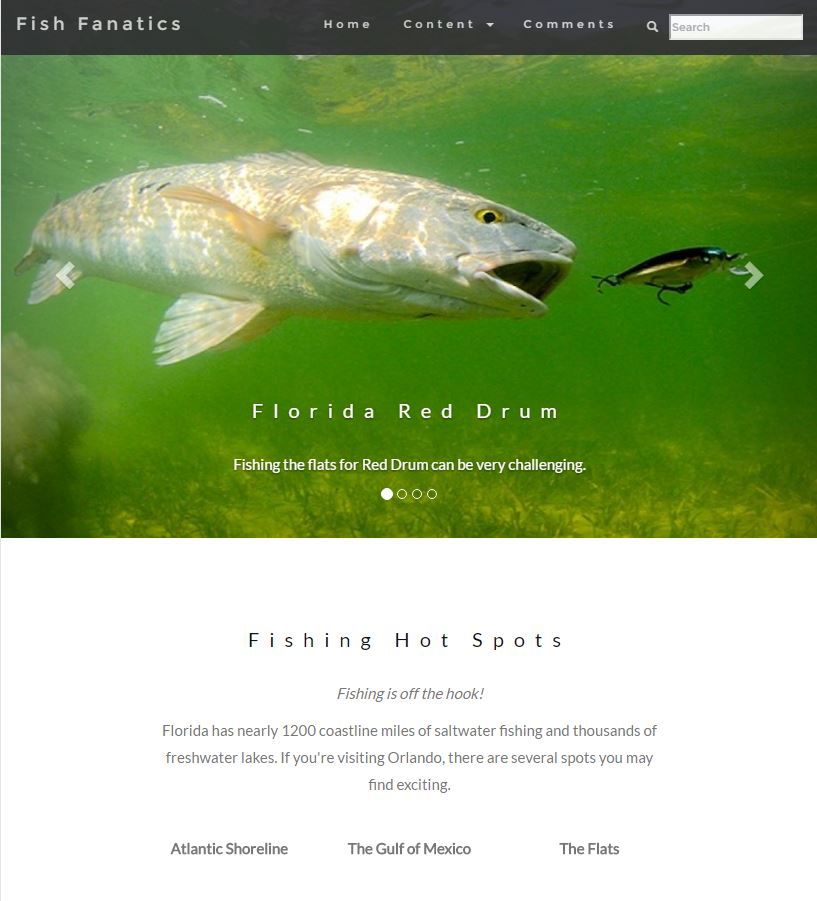 Fish Fanatics
Home Content Comments Search
Florida Red Drum
Fishing the flats for Red Drum can be very challenging.
Fishing Hot Spots
Fishing is off the hook!
Florida has nearly 1200 coastline miles of saltwater fishing and thousands of
freshwater lakes. If you're visiting Orlando, there are several spots you may
find exciting.
Atlantic Shoreline The Gulf of Mexico The Flats